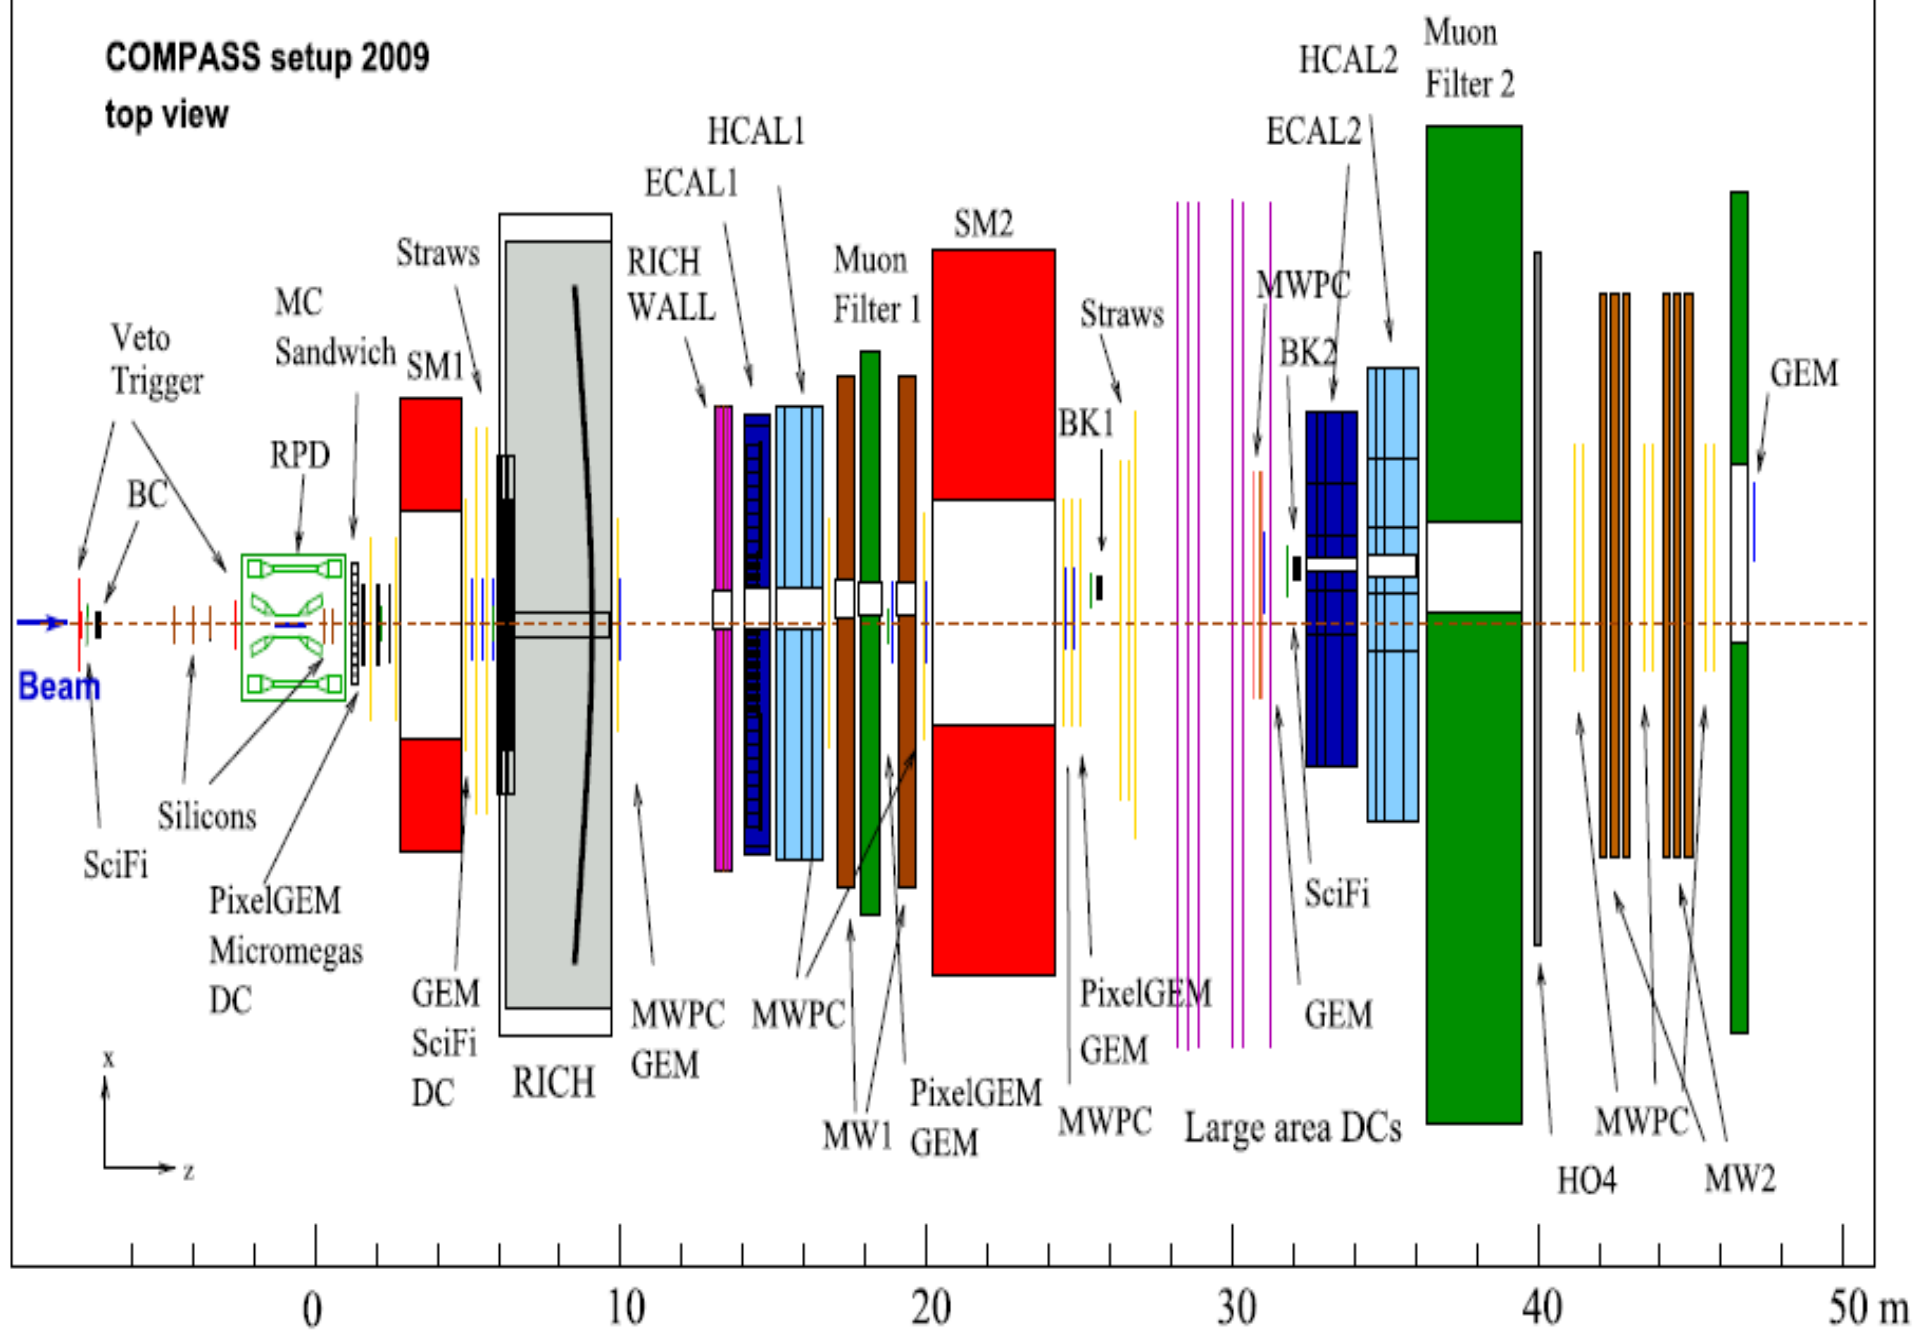 COMPASS setup 2009
top view
Muon
Filter 2
HCAL2
ECAL2
HCAL1
ECAL1
SM2
Straws
RICH
WALL
Muon
Filter 1
MWPC
Straws
BK2
MC
Sandwich
Veto
Trigger
SM1
GEM
BK1
RPD
BC
Beam
Silicons
SciFi
PixelGEM
Micromegas
DC
GEM
SciFi
DC
RICH
MWPC
GEM
MWPC
MW1
PixelGEM
GEM
PixelGEM
GEM
MWPC
SciFi
GEM
Large area DCs
MWPC
HO4
MW2
x
z
0 10 20 30 40 50 m